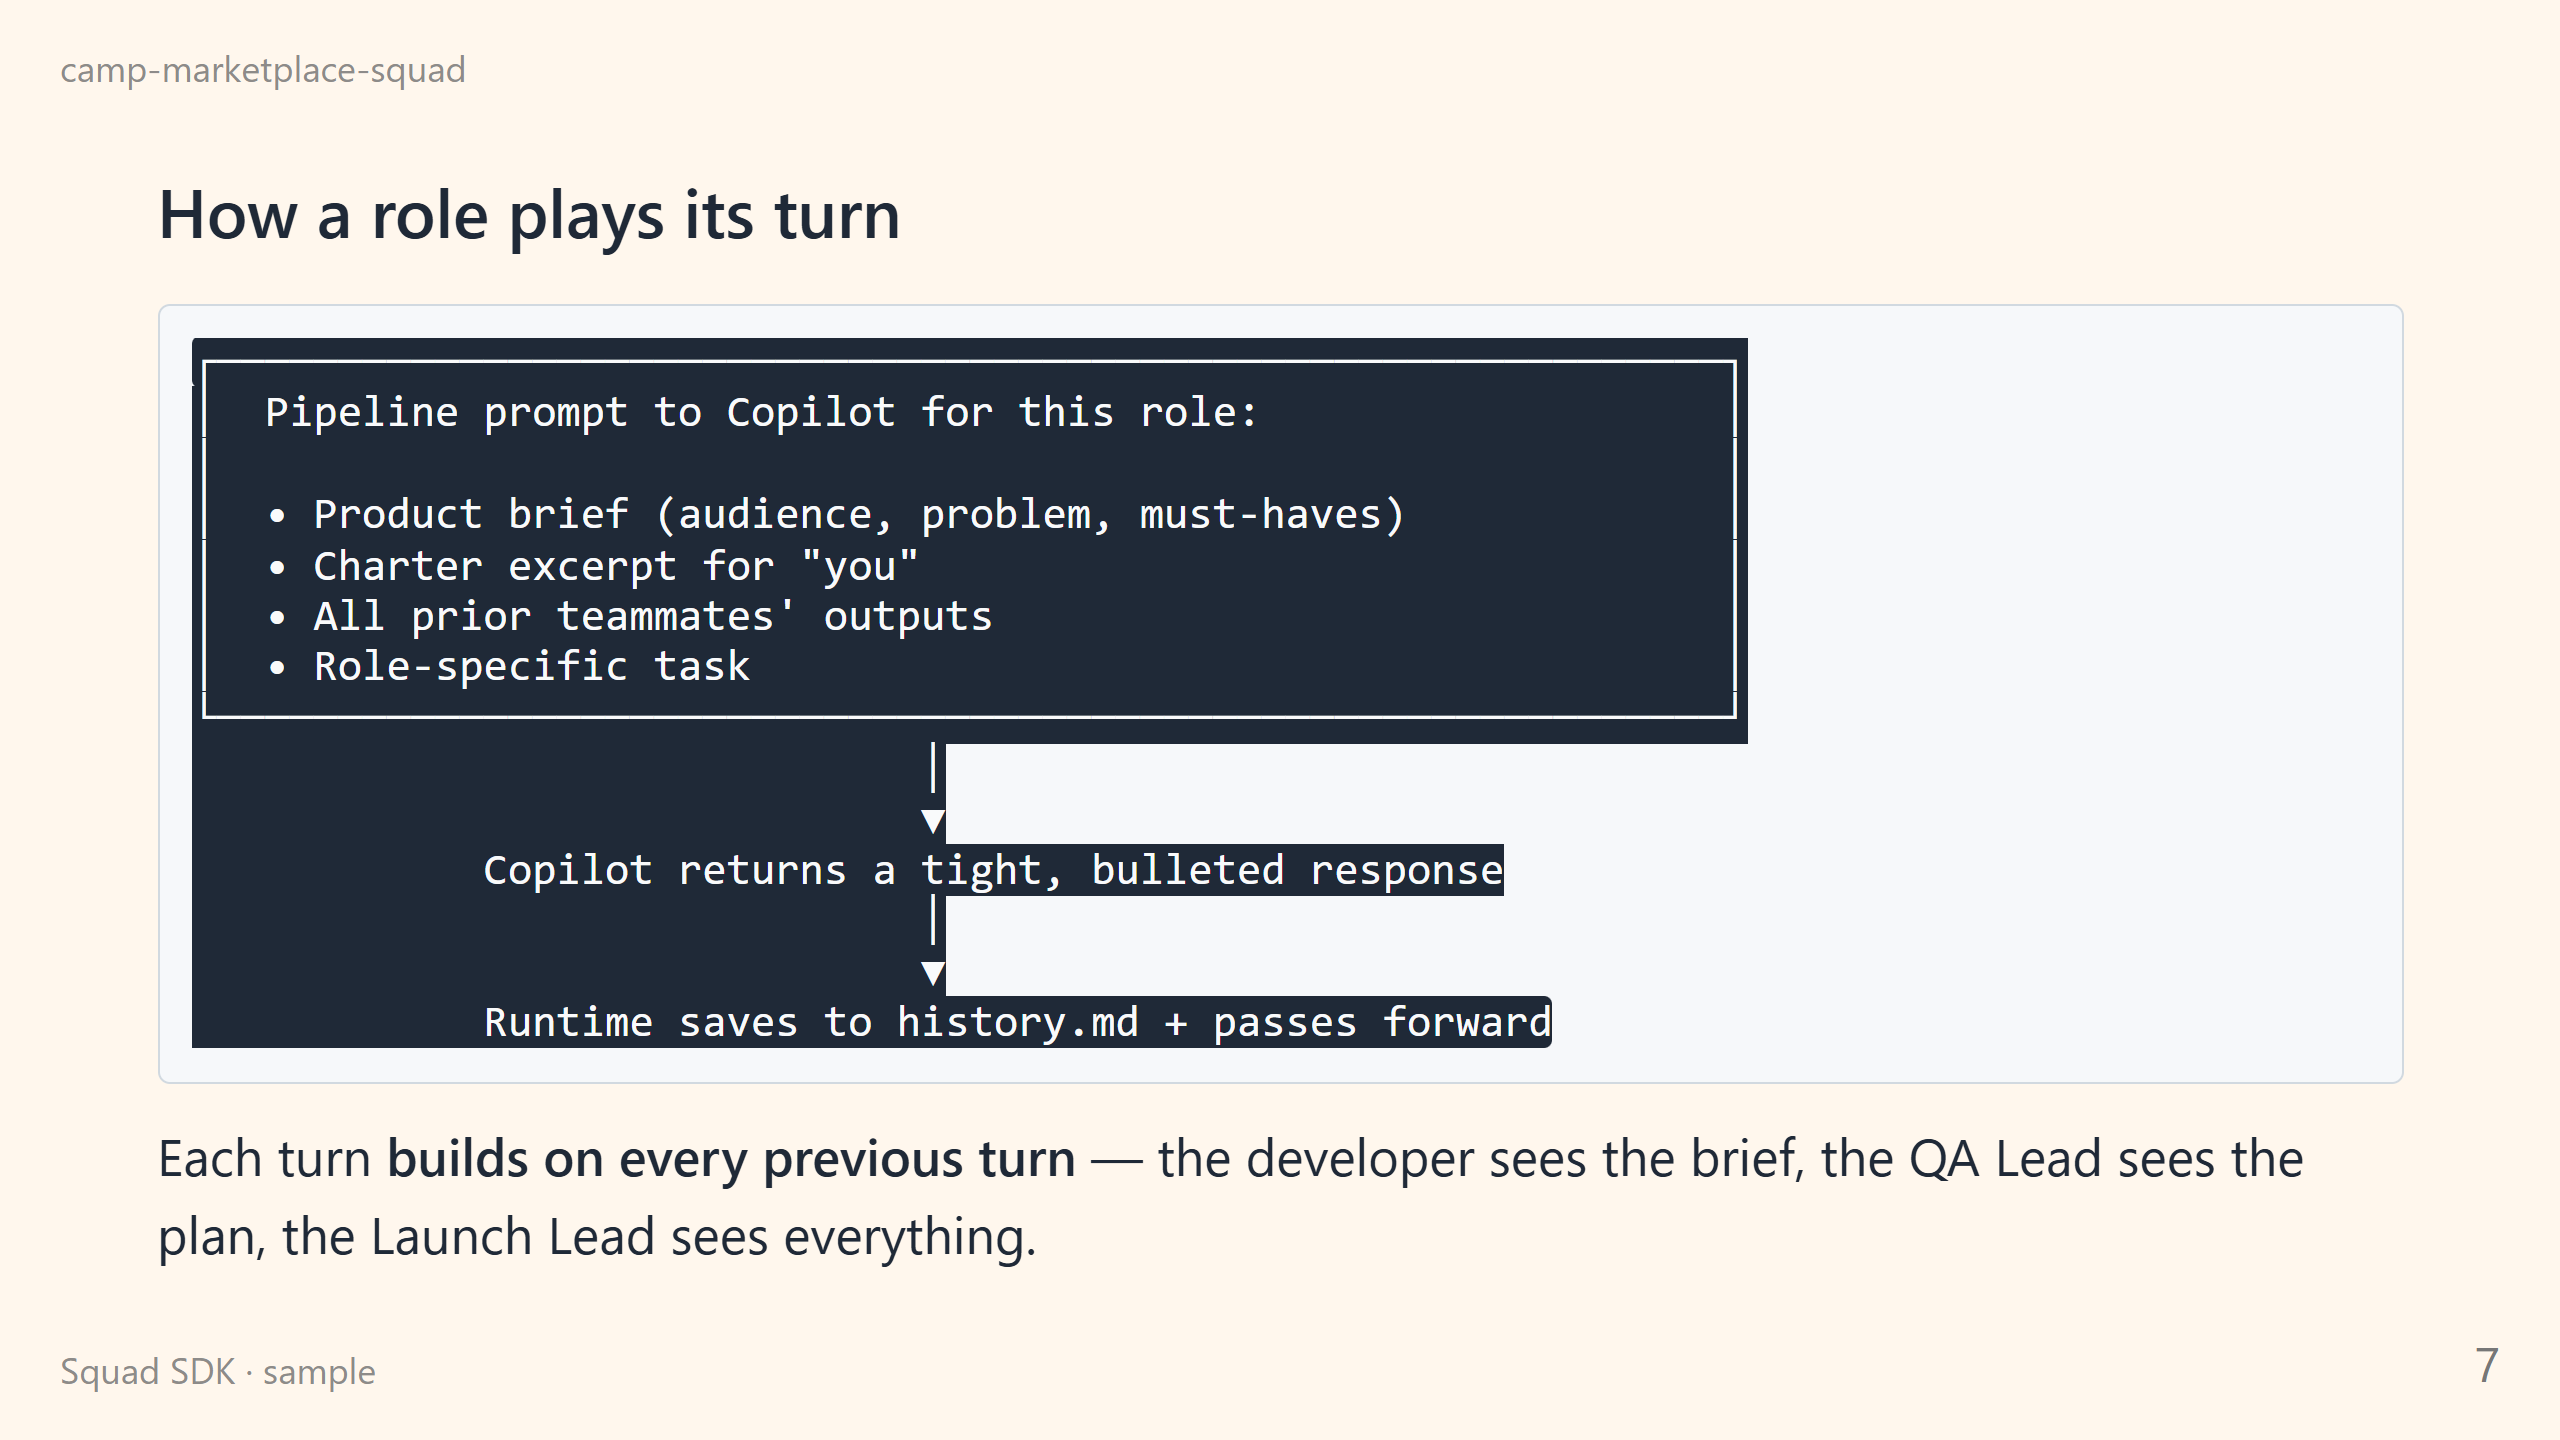 camp-marketplace-squad
How a role plays its turn
Pipeline prompt to Copilot for this role:
• Product brief (audience, problem, must-haves)
• Charter excerpt for "you"
• All prior teammates' outputs
• Role-specific task
Copilot returns a tight, bulleted response
Runtime saves to history.md + passes forward
Each turn builds on every previous turn — the developer sees the brief, the QA Lead sees the
plan, the Launch Lead sees everything.
Squad SDK · sample
7